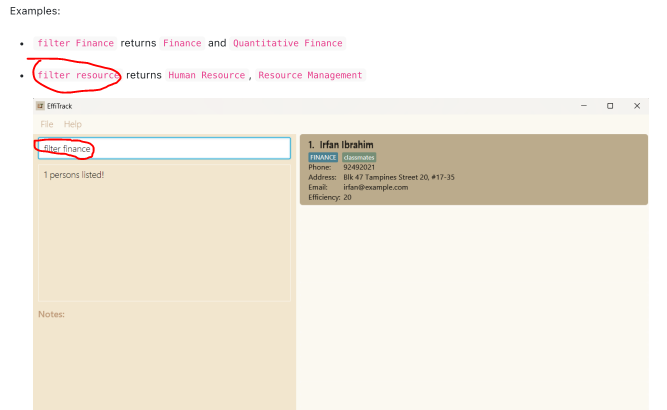 Examples:
filter Finance returns Finance and Quantitative Finance
filter resource returns Human Resource, Resource Management
EffiTrack
File Help
filter finance
1 persons listed!
Notes:
1. Irfan Ibrahim
FINANCE classmates
Phone: 92492021
Address: Blk 47 Tampines Street 20, #17-35
Email: irfan@example.com
Efficiency: 20